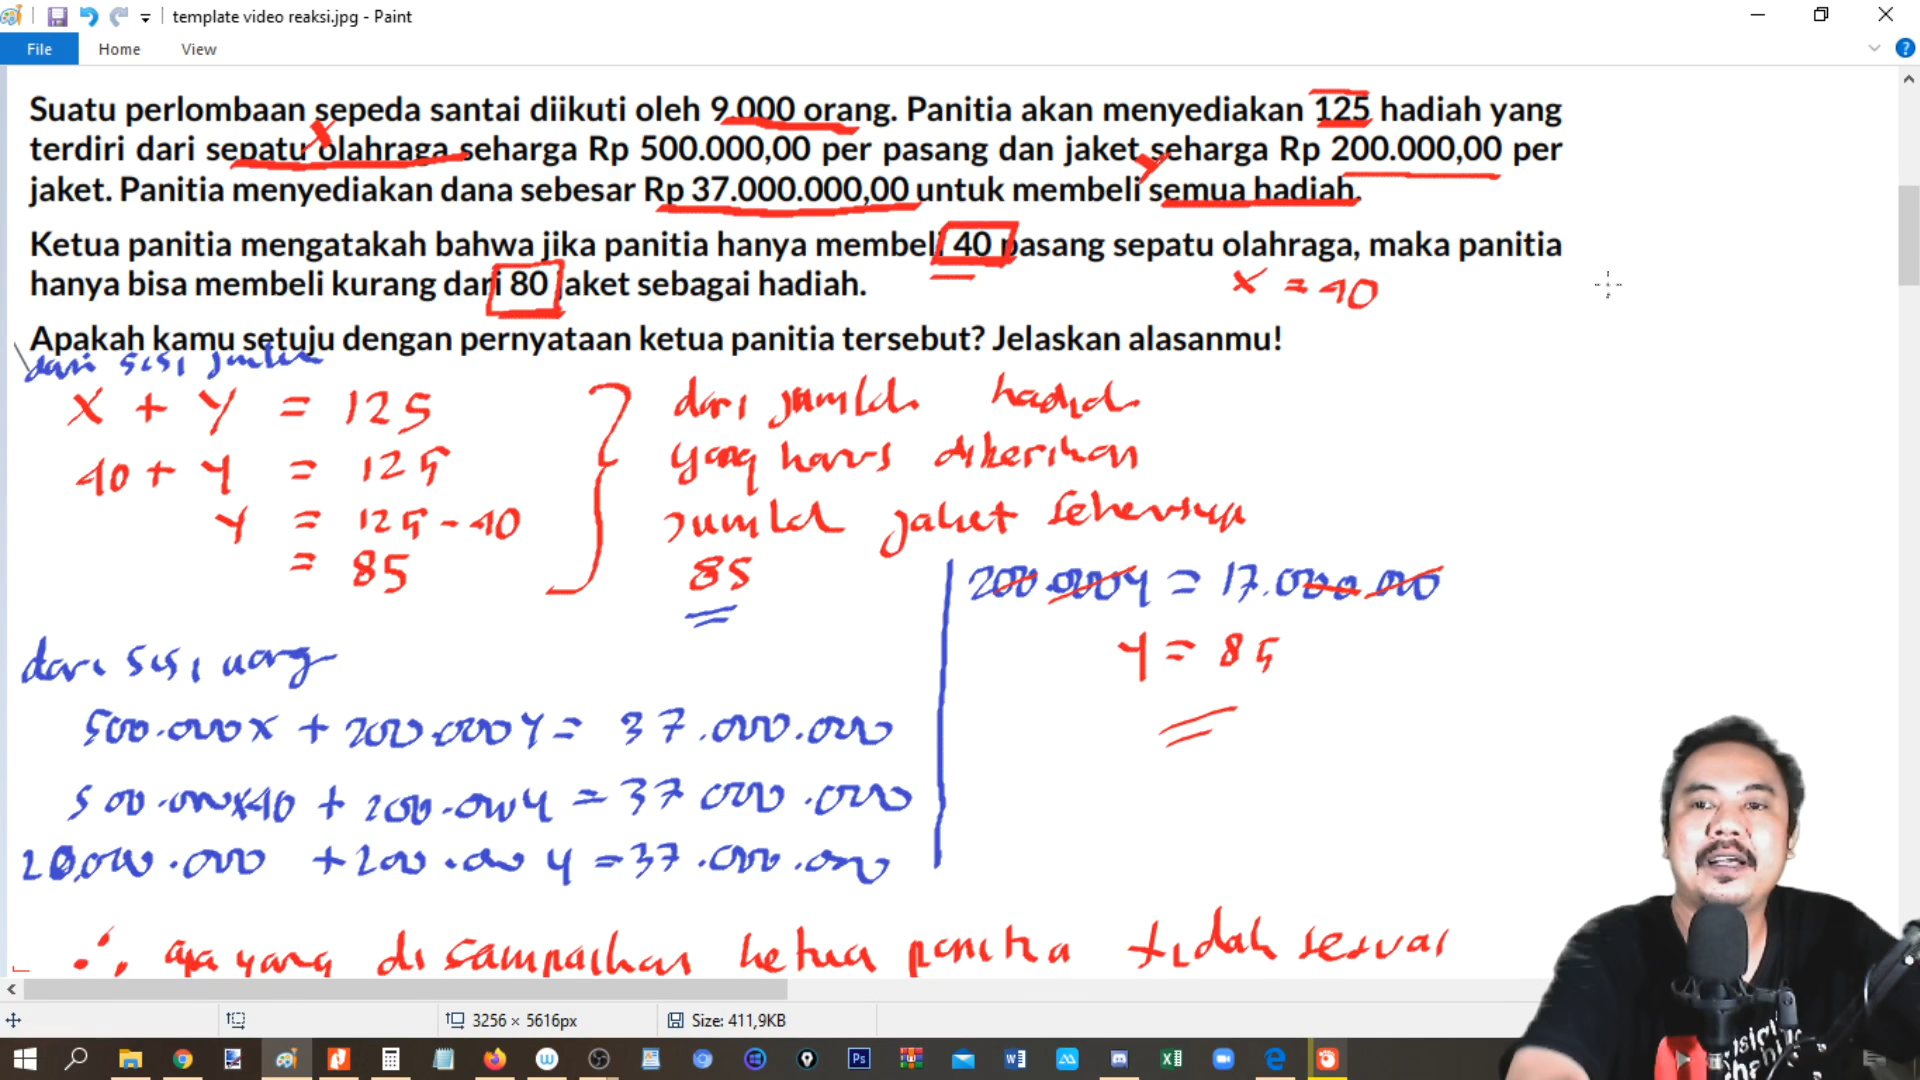 template video reaksi.jpg - Paint
File Home View
Suatu perlombaan sepeda santai diikuti oleh 9.000 orang. Panitia akan menyediakan 125 hadiah yang
x
terdiri dari sepatu olahraga seharga Rp 500.000,00 per pasang dan jaket seharga Rp 200.000,00 per
y
jaket. Panitia menyediakan dana sebesar Rp 37.000.000,00 untuk membeli semua hadiah.
Ketua panitia mengatakah bahwa jika panitia hanya membeli 40 pasang sepatu olahraga, maka panitia
hanya bisa membeli kurang dari 80 jaket sebagai hadiah.
x = 40
Apakah kamu setuju dengan pernyataan ketua panitia tersebut? Jelaskan alasanmu!
dari sisi jumlah
x + y = 125
40 + y = 125
y = 125 - 40
= 85
dari jumlah hadiah
yang harus diberikan
jumlah jaket seharusnya
85
200.000 y = 17.000.000
y = 85
dari sisi uang
500.000x + 200.000y = 37.000.000
500.000x40 + 200.000y = 37.000.000
20.000.000 + 200.000 y = 37.000.000
∴ apa yang disampaikan ketua panitia tidak sesuai
3256 × 5616px
Size: 411,9KB